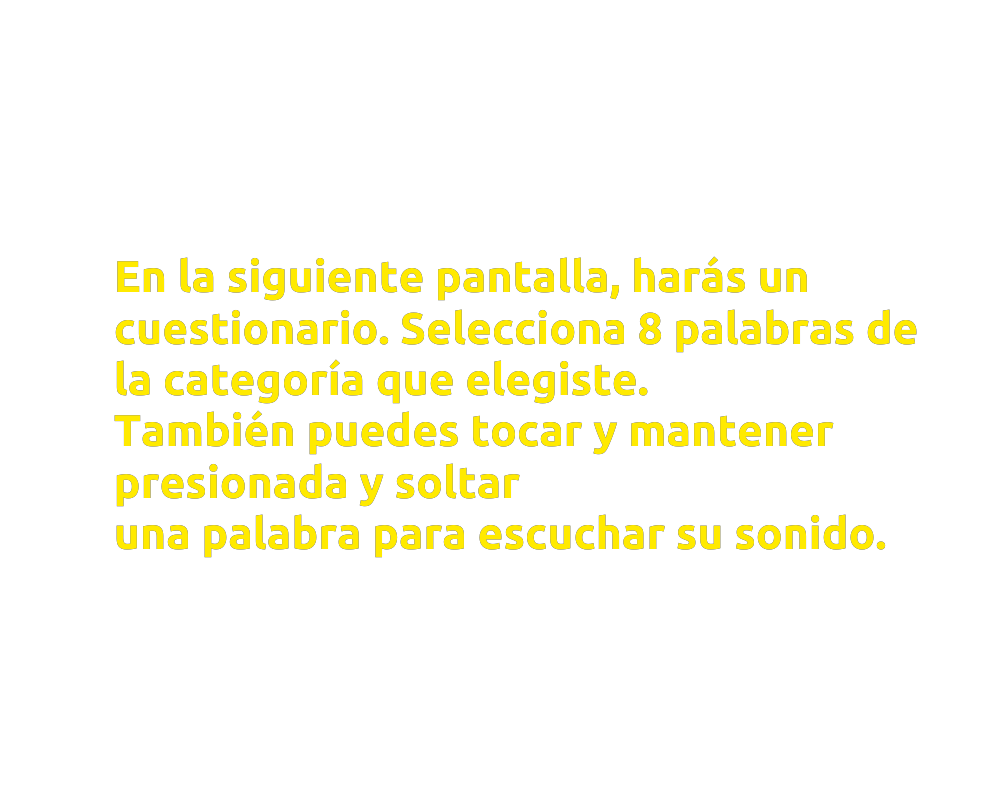 En la siguiente pantalla, harás un
cuestionario. Selecciona 8 palabras de
la categoría que elegiste.
También puedes tocar y mantener
presionada y soltar
una palabra para escuchar su sonido.